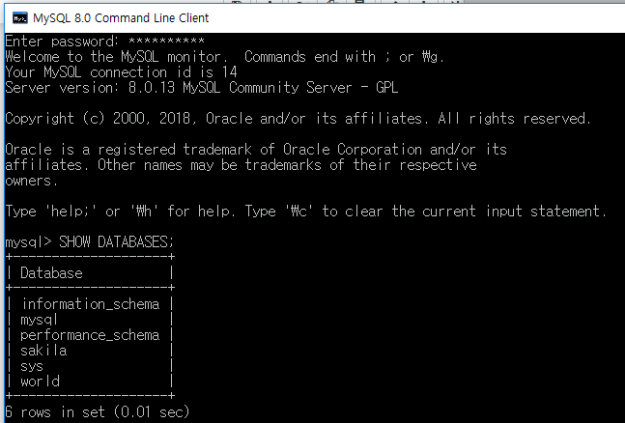 MySQL 8.0 Command Line Client
Enter password: **********
Welcome to the MySQL monitor.  Commands end with ; or ₩g.
Your MySQL connection id is 14
Server version: 8.0.13 MySQL Community Server - GPL
Copyright (c) 2000, 2018, Oracle and/or its affiliates. All rights reserved.
Oracle is a registered trademark of Oracle Corporation and/or its
affiliates. Other names may be trademarks of their respective
owners.
Type 'help;' or '₩h' for help. Type '₩c' to clear the current input statement.
mysql> SHOW DATABASES;
+--------------------+
| Database           |
+--------------------+
| information_schema |
| mysql              |
| performance_schema |
| sakila             |
| sys                |
| world              |
+--------------------+
6 rows in set (0.01 sec)